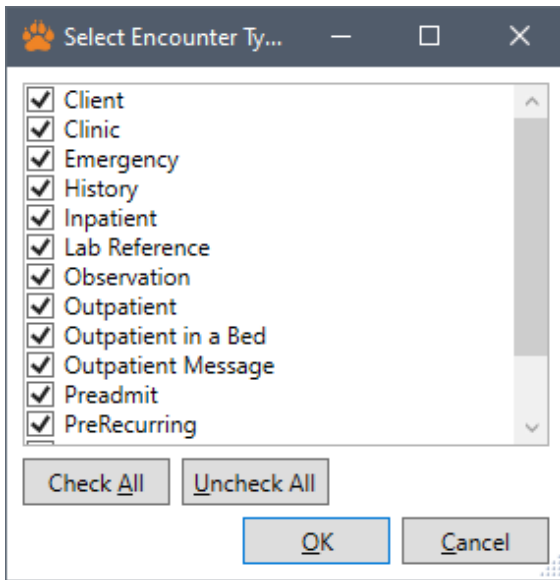 Select Encounter Ty...
Client
Clinic
Emergency
History
Inpatient
Lab Reference
Observation
Outpatient
Outpatient in a Bed
Outpatient Message
Preadmit
PreRecurring
Check All Uncheck All
OK Cancel